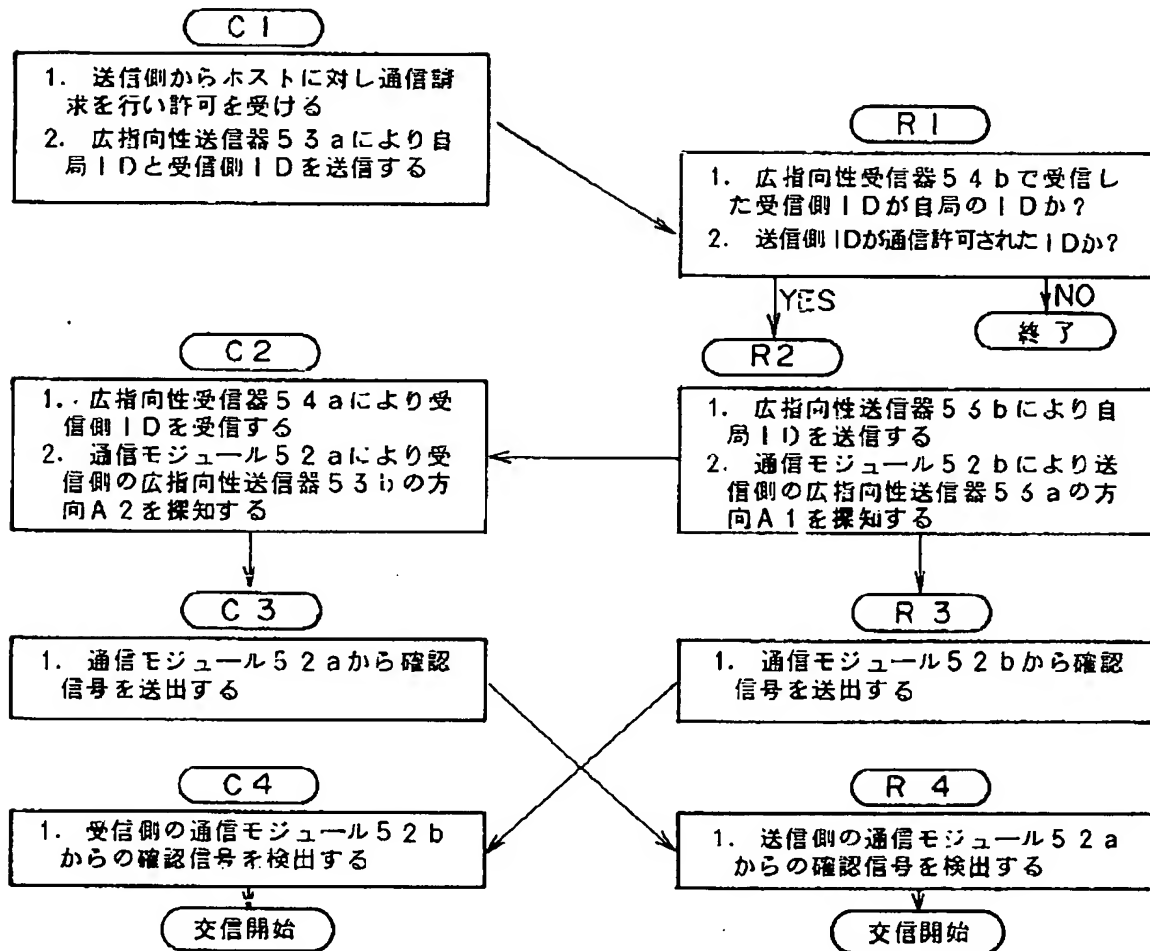 C1
1. 送信側からホストに対し通信請
求を行い許可を受ける
2. 広指向性送信器53aにより自
局IDと受信側IDを送信する
R1
1. 広指向性受信器54bで受信し
た受信側IDが自局のIDか?
2. 送信側IDが通信許可されたIDか?
YES
NO
終了
C2
1. 広指向性受信器54aにより受
信側IDを受信する
2. 通信モジュール52aにより受
信側の広指向性送信器53bの方
向A2を探知する
R2
1. 広指向性送信器53bにより自
局IDを送信する
2. 通信モジュール52bにより送
信側の広指向性送信器53aの方
向A1を探知する
C3
1. 通信モジュール52aから確認
信号を送出する
R3
1. 通信モジュール52bから確認
信号を送出する
C4
1. 受信側の通信モジュール52b
からの確認信号を検出する
交信開始
R4
1. 送信側の通信モジュール52a
からの確認信号を検出する
交信開始